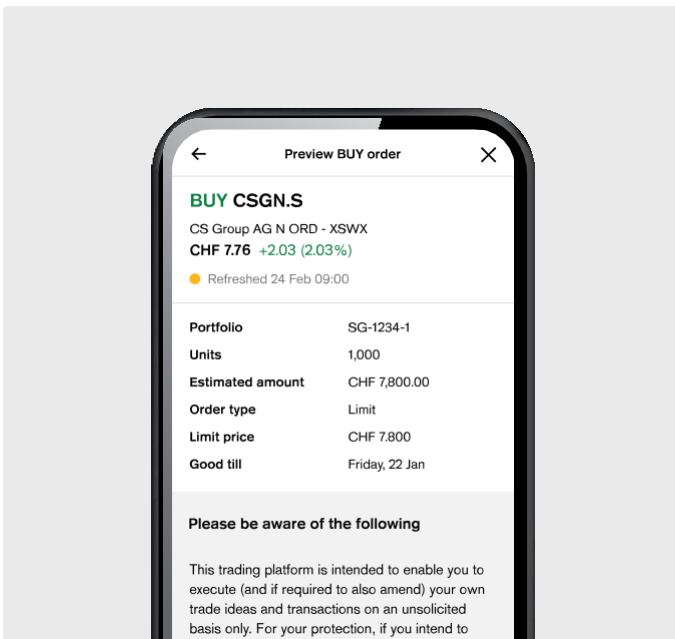 Preview BUY order
BUY CSGN.S
CS Group AG N ORD - XSWX
CHF 7.76 +2.03 (2.03%)
Refreshed 24 Feb 09:00
Portfolio SG-1234-1
Units 1,000
Estimated amount CHF 7,800.00
Order type Limit
Limit price CHF 7.800
Good till Friday, 22 Jan
Please be aware of the following
This trading platform is intended to enable you to
execute (and if required to also amend) your own
trade ideas and transactions on an unsolicited
basis only. For your protection, if you intend to